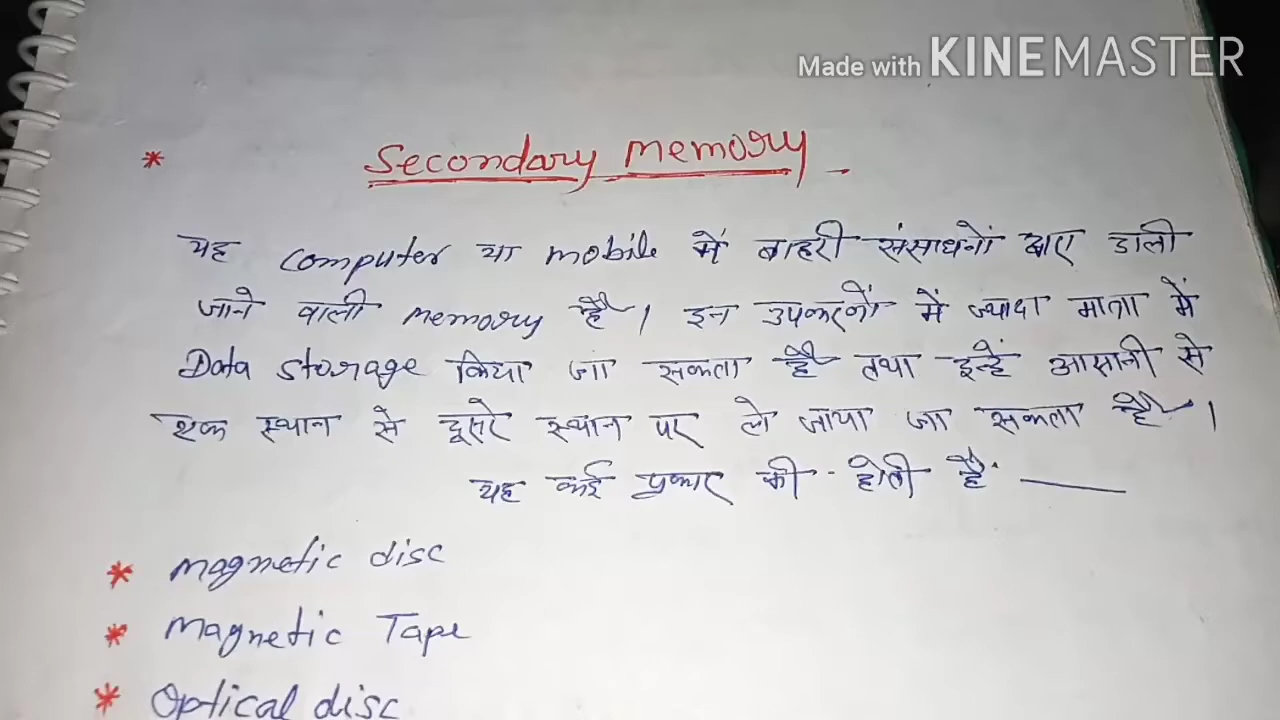 Made with KINEMASTER
* Secondary memory -
यह computer या mobile में बाहरी संसाधनों द्वारा डाली
जाने वाली memory है। इन उपकरणों में ज्यादा मात्रा में
Data storage किया जा सकता है तथा इन्हें आसानी से
एक स्थान से दूसरे स्थान पर ले जाया जा सकता है।
यह कई प्रकार की - होती है —
* magnetic disc
* Magnetic Tape
* Optical disc